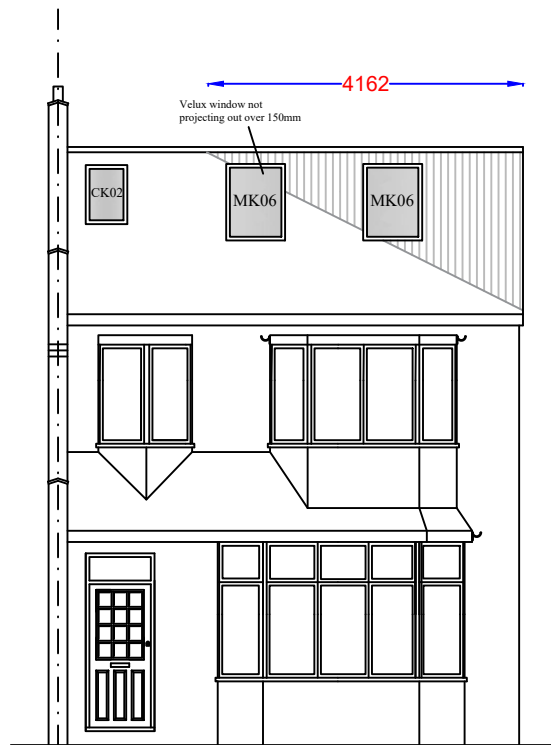 4162
Velux window not
projecting out over 150mm
CK02
MK06
MK06